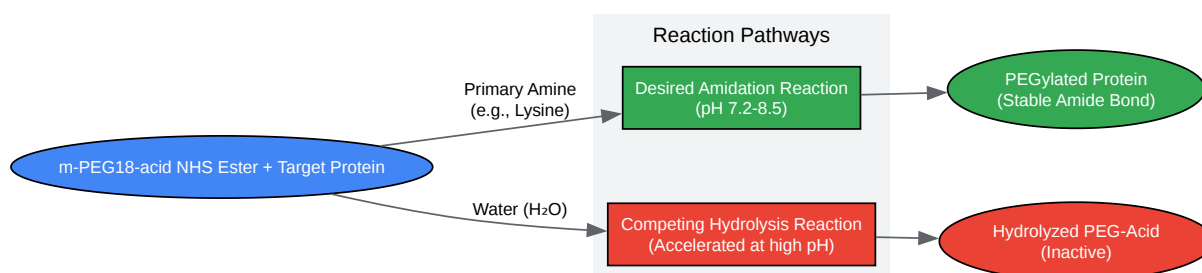 Reaction Pathways
Primary Amine
(e.g., Lysine)
Desired Amidation Reaction
(pH 7.2-8.5)
PEGylated Protein
(Stable Amide Bond)
m-PEG18-acid NHS Ester + Target Protein
Water (H₂O)
Competing Hydrolysis Reaction
(Accelerated at high pH)
Hydrolyzed PEG-Acid
(Inactive)